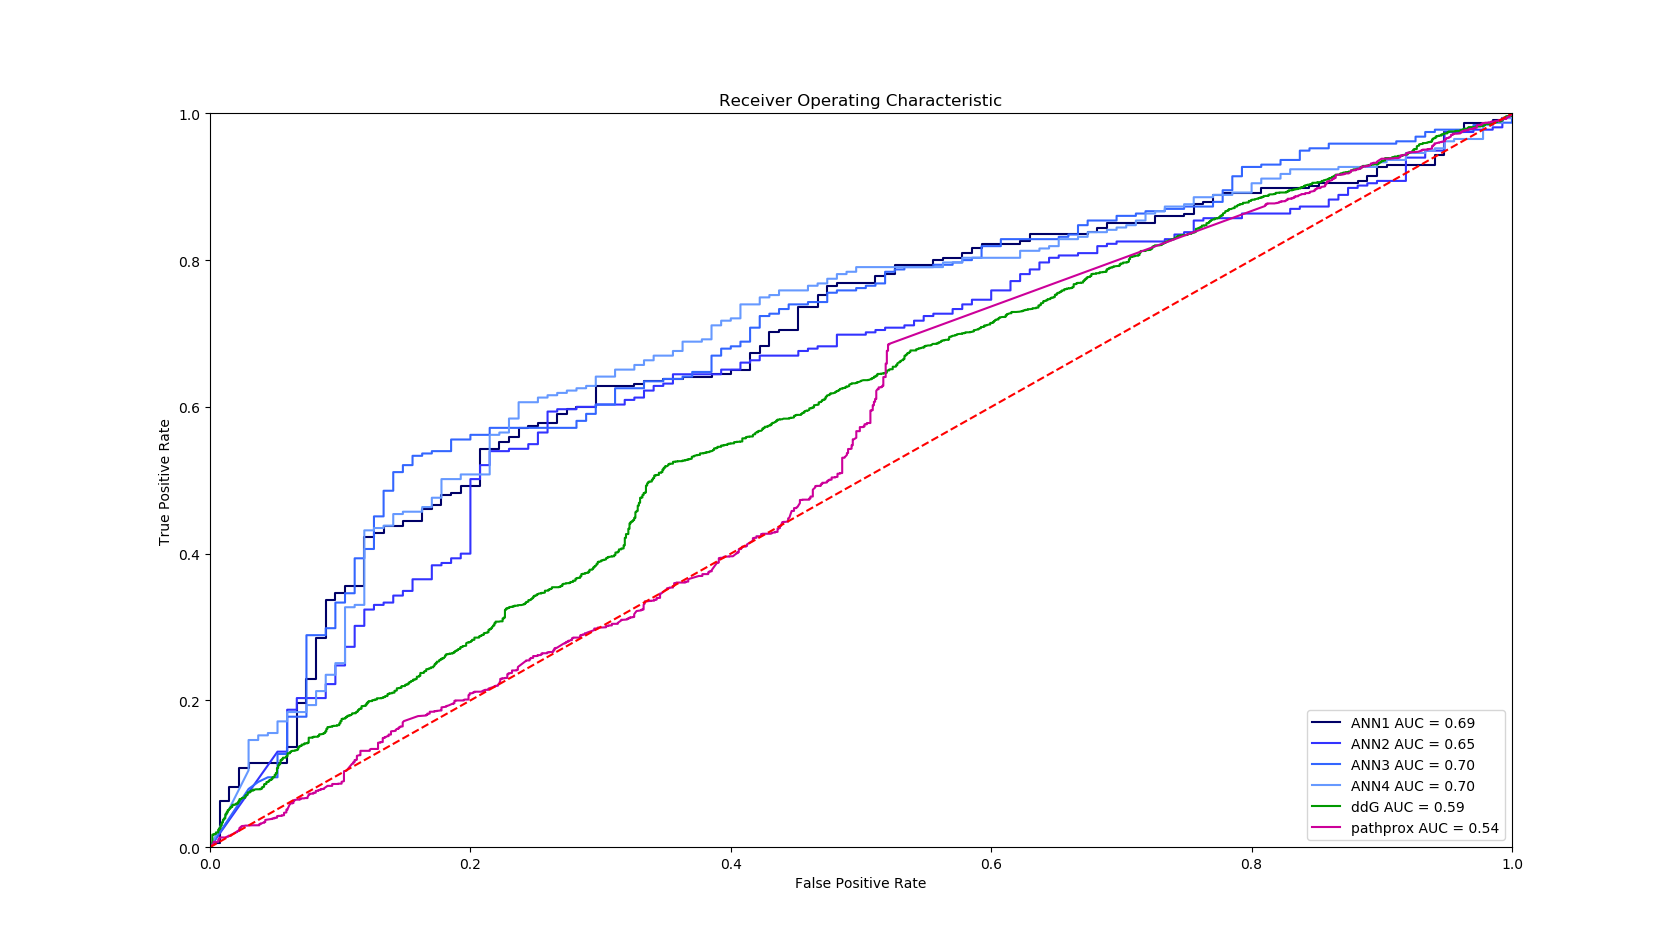 Receiver Operating Characteristic
1.0
0.8
0.6
0.4
0.2
0.0
True Positive Rate
0.0 0.2 0.4 0.6 0.8 1.0
False Positive Rate
ANN1 AUC = 0.69
ANN2 AUC = 0.65
ANN3 AUC = 0.70
ANN4 AUC = 0.70
ddG AUC = 0.59
pathprox AUC = 0.54